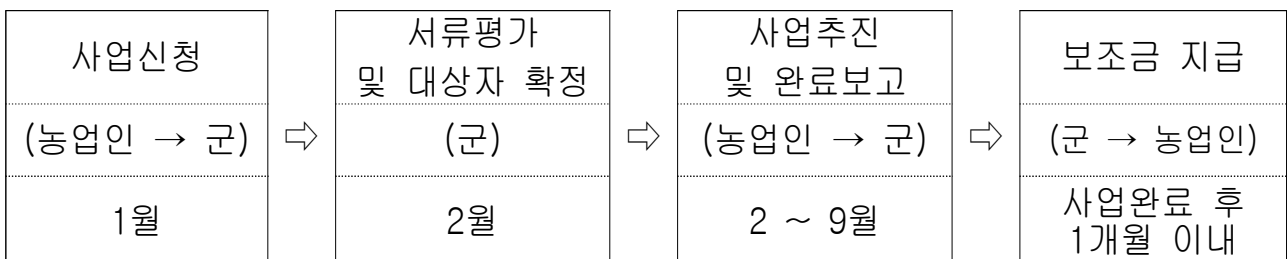 사업신청
(농업인 → 군)
1월
⇨
서류평가
및 대상자 확정
(군)
2월
⇨
사업추진
및 완료보고
(농업인 → 군)
2 ~ 9월
⇨
보조금 지급
(군 → 농업인)
사업완료 후
1개월 이내